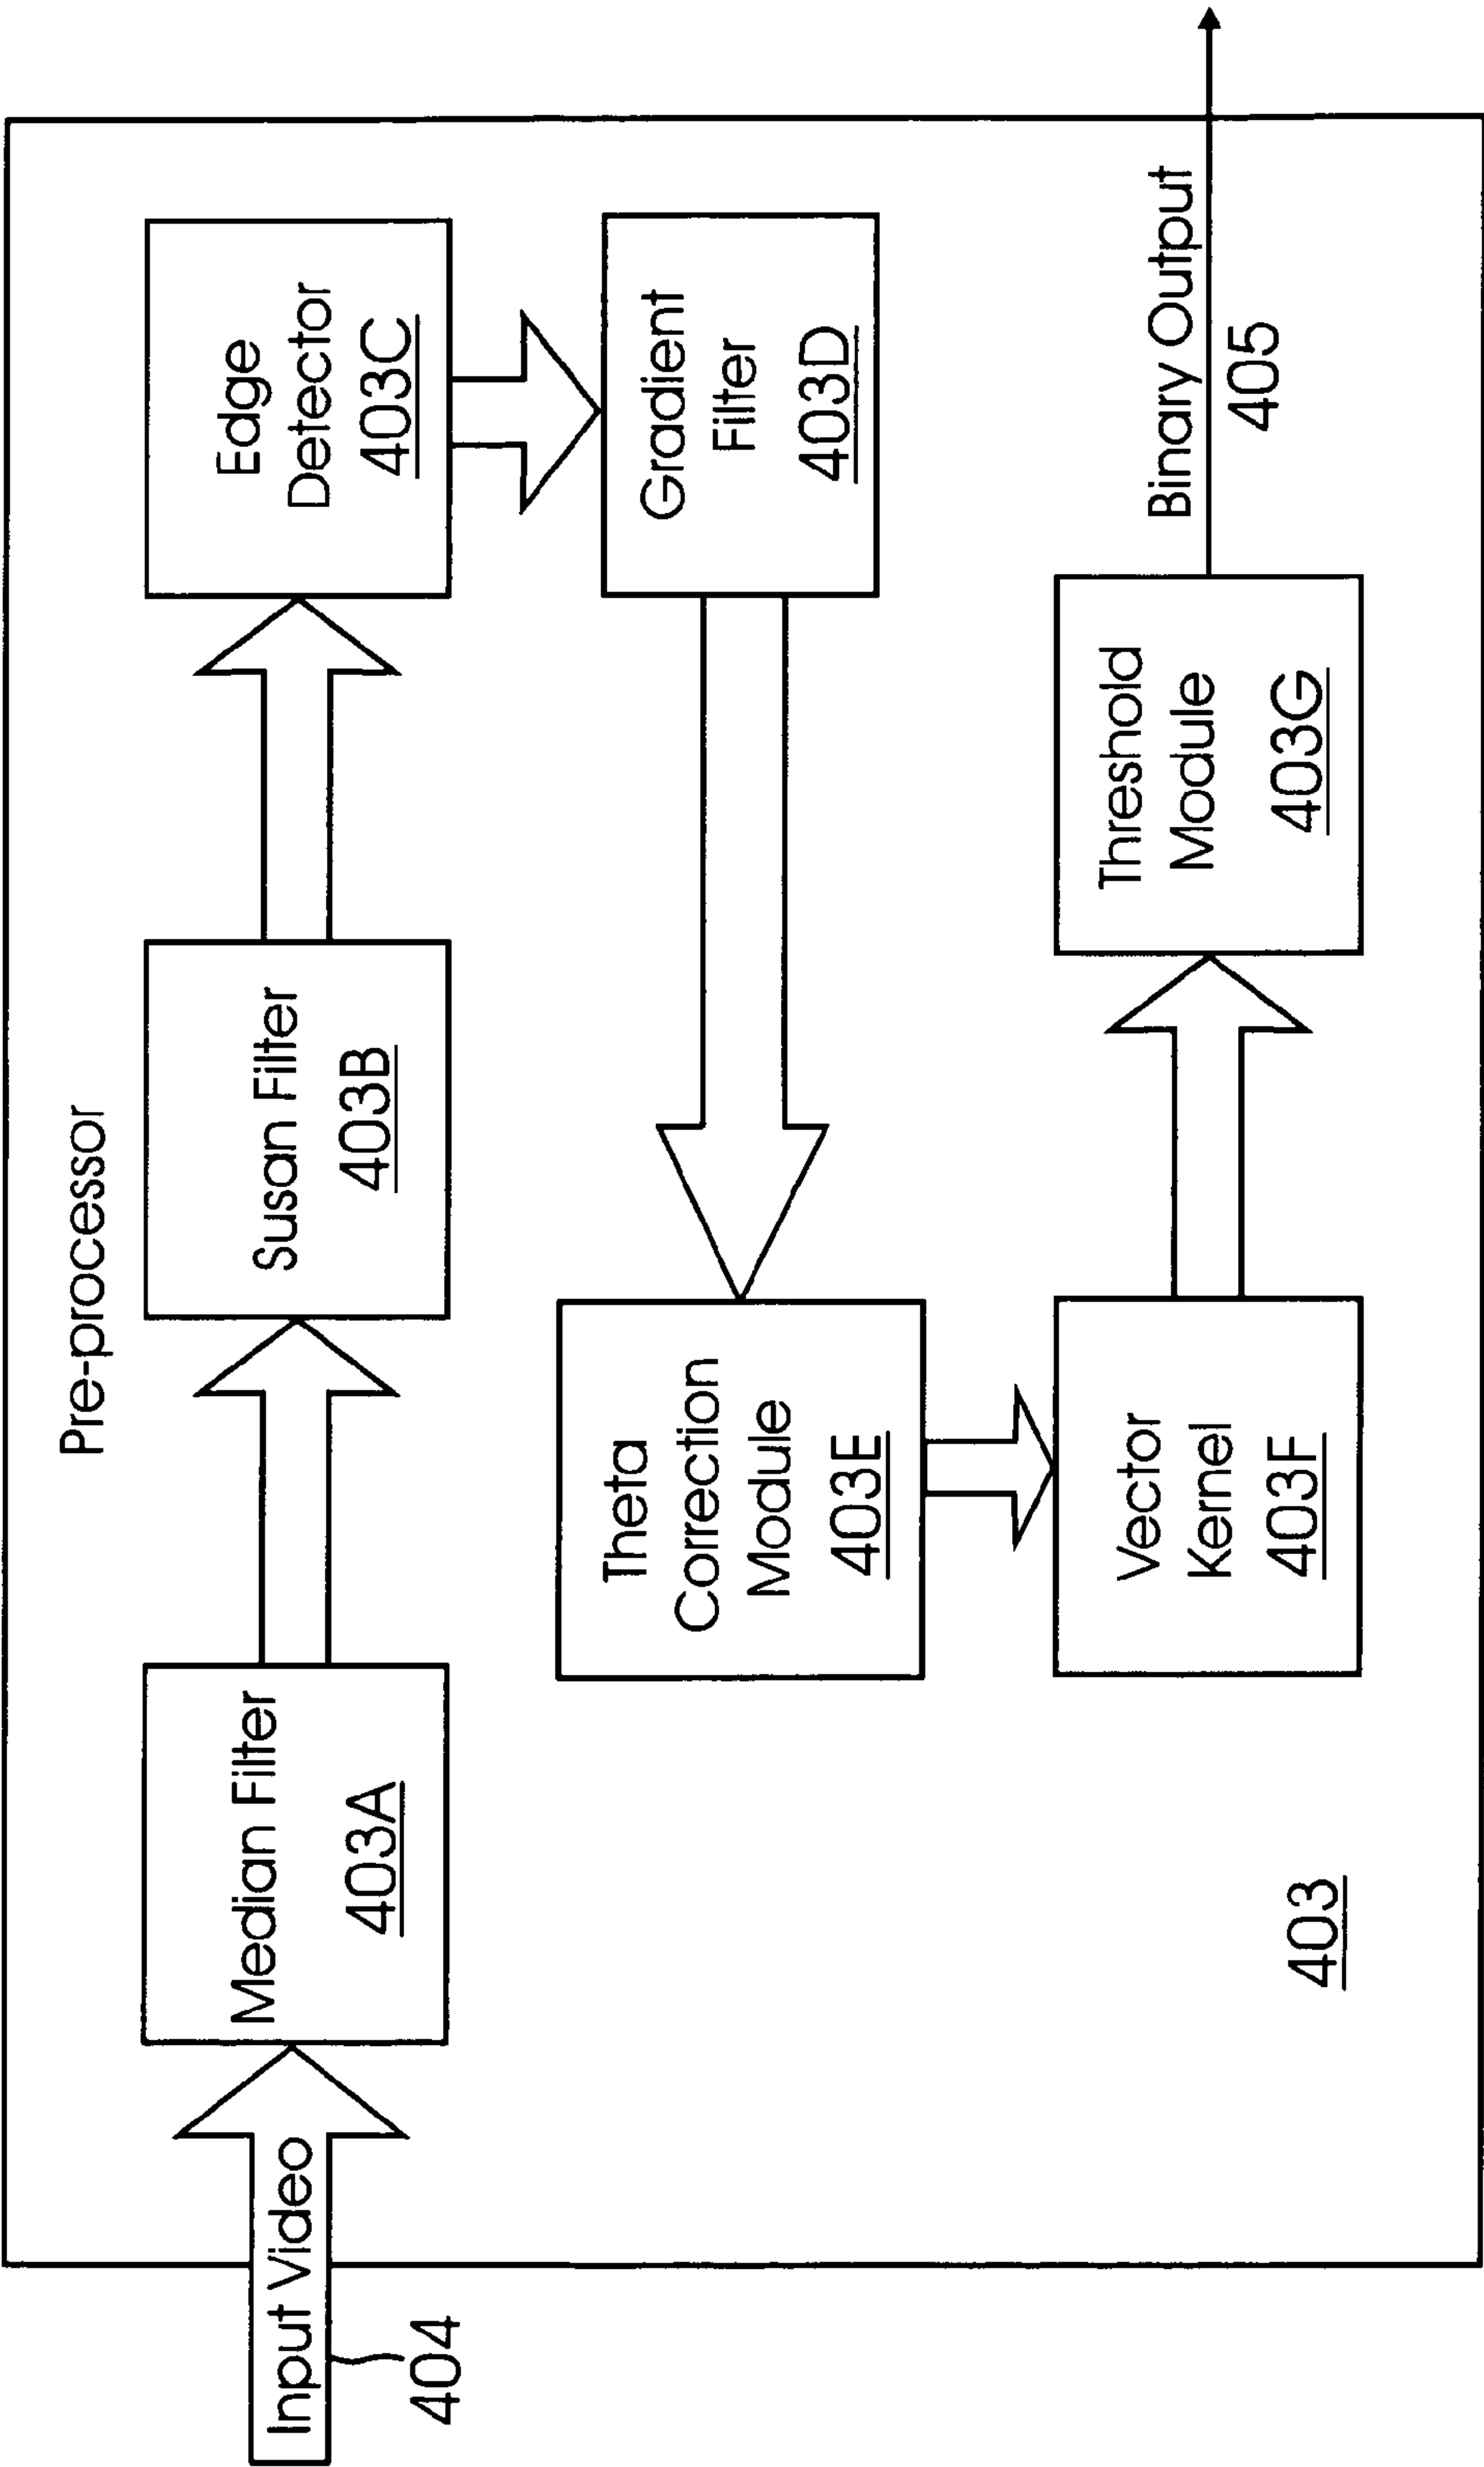 Pre-processor
Input Video
404
Median Filter
403A
Susan Filter
403B
Edge
Detector
403C
Gradient
Filter
403D
Theta
Correction
Module
403E
Vector
Kernel
403F
Threshold
Module
403G
Binary Output
405
403